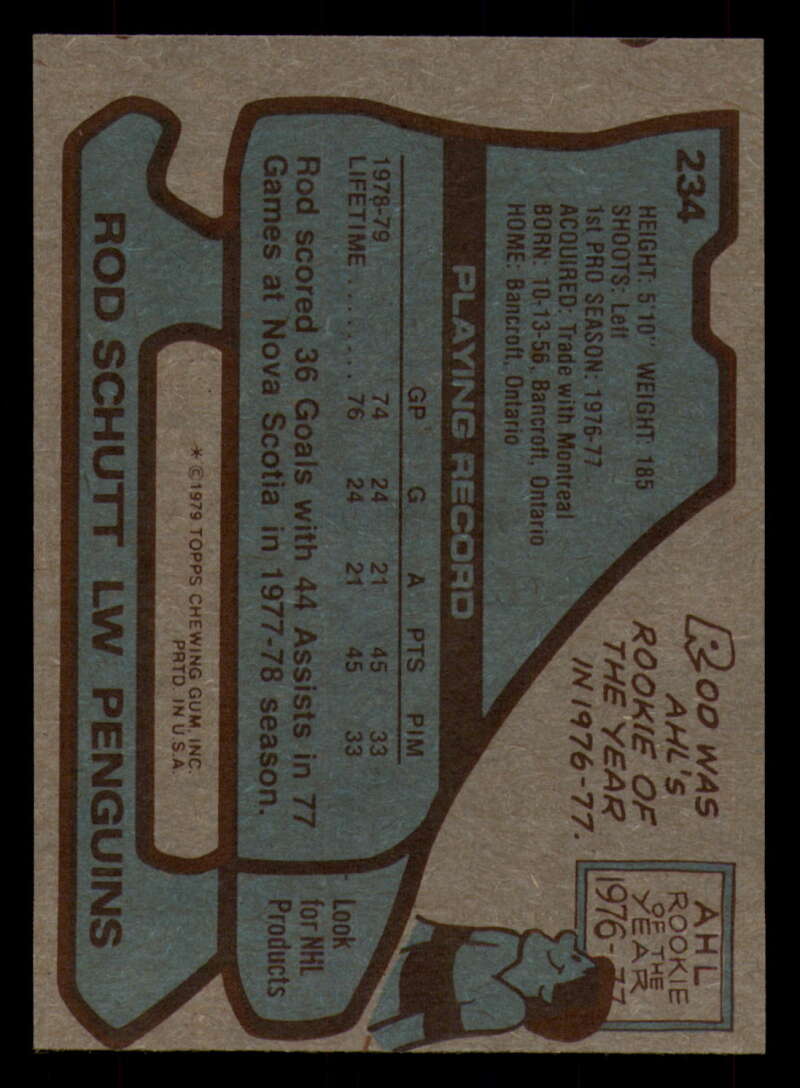 234
HEIGHT: 5'10" WEIGHT: 185
SHOOTS: Left
1st PRO SEASON: 1976-77
ACQUIRED: Trade with Montreal
BORN: 10-13-56, Bancroft, Ontario
HOME: Bancroft, Ontario
PLAYING RECORD
GP G A PTS PIM
1978-79 74 24 21 45 33
LIFETIME ......... 76 24 21 45 33
Rod scored 36 Goals with 44 Assists in 77
Games at Nova Scotia in 1977-78 season.
ROD WAS
AHL'S
ROOKIE OF
THE YEAR
IN 1976-77.
AHL
ROOKIE
OF THE
YEAR
1976-77
Look
for NHL
Products
* ©1979 TOPPS CHEWING GUM, INC.
PRTD. IN U.S.A.
ROD SCHUTT LW PENGUINS